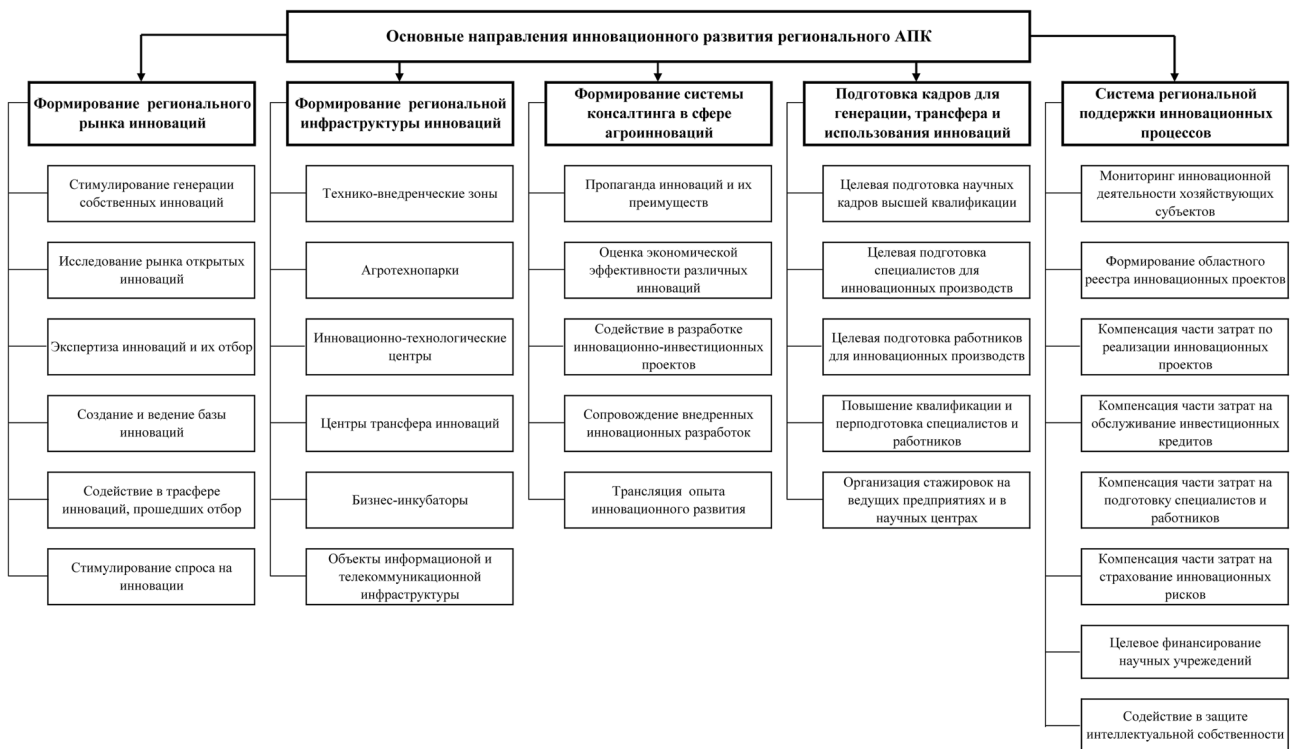 Основные направления инновационного развития регионального АПК
Формирование регионального
рынка инноваций
Стимулирование генерации
собственных инноваций
Исследование рынка открытых
инноваций
Экспертиза инноваций и их отбор
Создание и ведение базы
инноваций
Содействие в трасфере
инноваций, прошедших отбор
Стимулирование спроса на
инновации
Формирование региональной
инфраструктуры инноваций
Технико-внедренческие зоны
Агротехнопарки
Инновационно-технологические
центры
Центры трансфера инноваций
Бизнес-инкубаторы
Объекты информационой и
телекоммуникационной
инфраструктуры
Формирование системы
консалтинга в сфере
агроинноваций
Пропаганда инноваций и их
преимуществ
Оценка экономической
эффективности различных
инноваций
Содействие в разработке
инновационно-инвестиционных
проектов
Сопровождение внедренных
инновационных разработок
Трансляция опыта
инновационного развития
Подготовка кадров для
генерации, трансфера и
использования инноваций
Целевая подготовка научных
кадров высшей квалификации
Целевая подготовка
специалистов для
инновационных производств
Целевая подготовка работников
для инновационных производств
Повышение квалификации и
перподготовка специалистов и
работников
Организация стажировок на
ведущих предприятиях и в
научных центрах
Система региональной
поддержки инновационных
процессов
Мониторинг инновационной
деятельности хозяйствующих
субъектов
Формирование областного
реестра инновационных проектов
Компенсация части затрат по
реализации инновационных
проектов
Компенсация части затрат на
обслуживание инвестиционных
кредитов
Компенсация части затрат на
подготовку специалистов и
работников
Компенсация части затрат на
страхование инновационных
рисков
Целевое финансирование
научных учреждений
Содействие в защите
интеллектуальной собственности